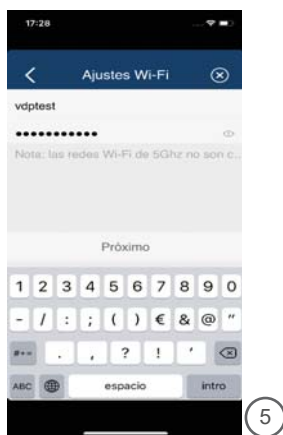 17:28
Ajustes Wi-Fi
vdptest
•••••••••••
Nota: las redes Wi-Fi de 5Ghz no son c...
Próximo
1 2 3 4 5 6 7 8 9 0
- / : ; ( ) € & @ "
#+= . , ? ! '
ABC espacio intro
5